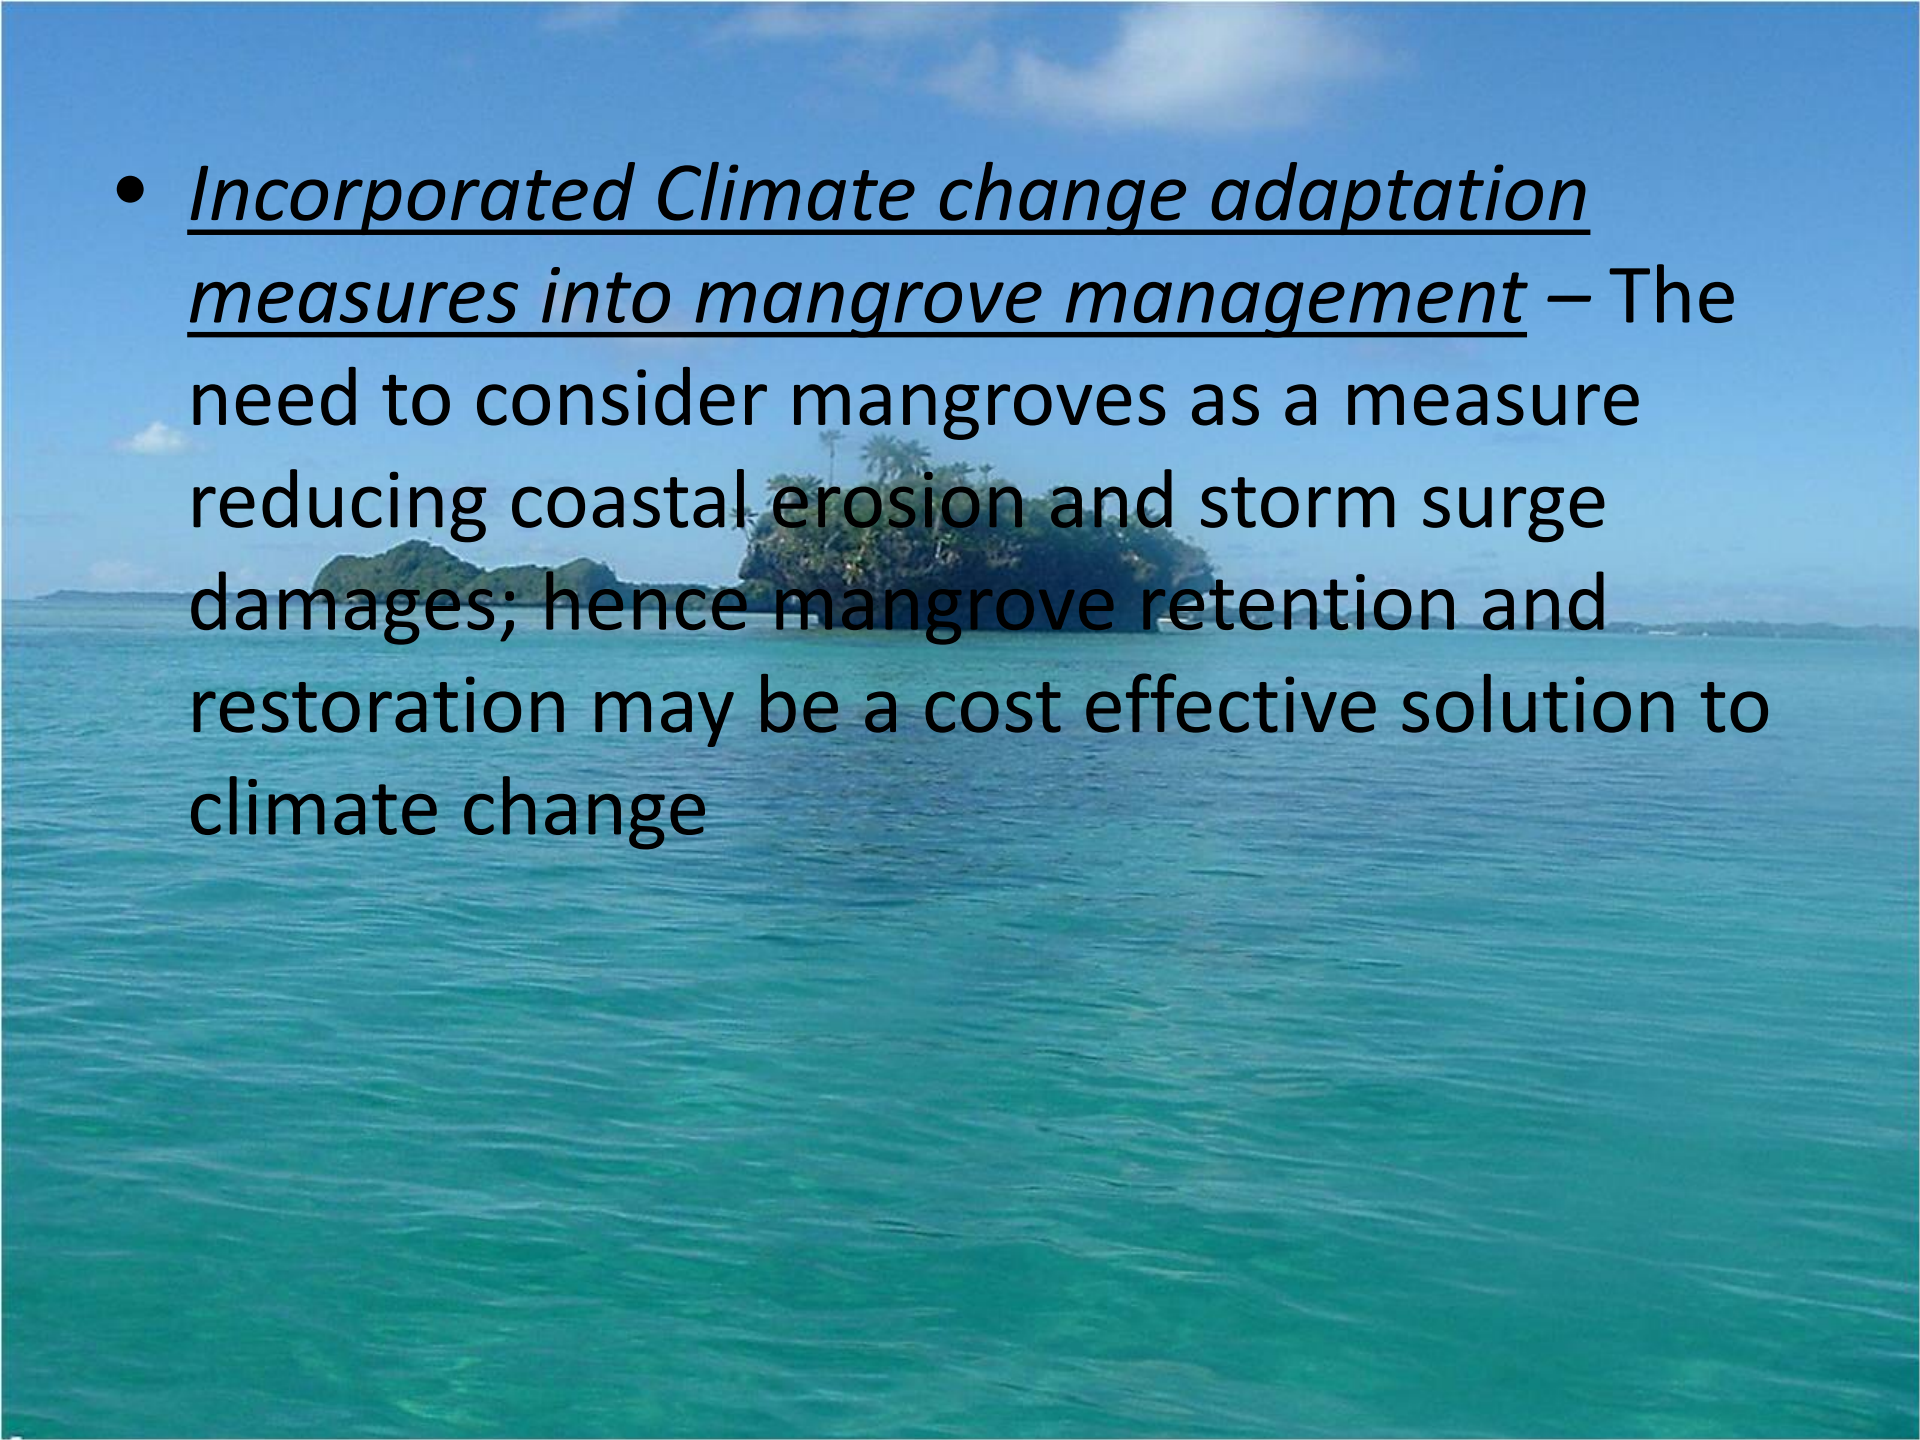 • Incorporated Climate change adaptation
measures into mangrove management – The
need to consider mangroves as a measure
reducing coastal erosion and storm surge
damages; hence mangrove retention and
restoration may be a cost effective solution to
climate change